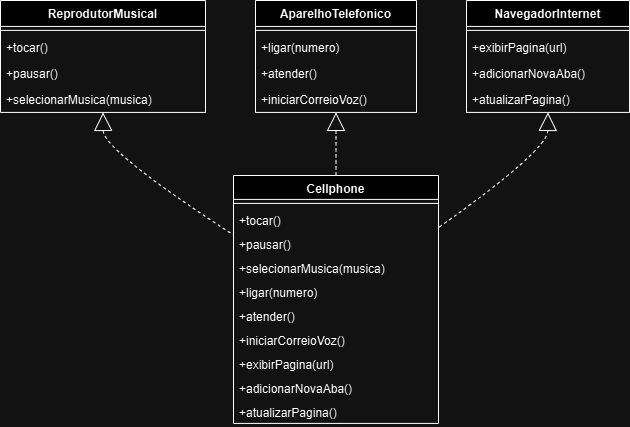 ReprodutorMusical
+tocar()
+pausar()
+selecionarMusica(musica)
AparelhoTelefonico
+ligar(numero)
+atender()
+iniciarCorreioVoz()
NavegadorInternet
+exibirPagina(url)
+adicionarNovaAba()
+atualizarPagina()
Cellphone
+tocar()
+pausar()
+selecionarMusica(musica)
+ligar(numero)
+atender()
+iniciarCorreioVoz()
+exibirPagina(url)
+adicionarNovaAba()
+atualizarPagina()